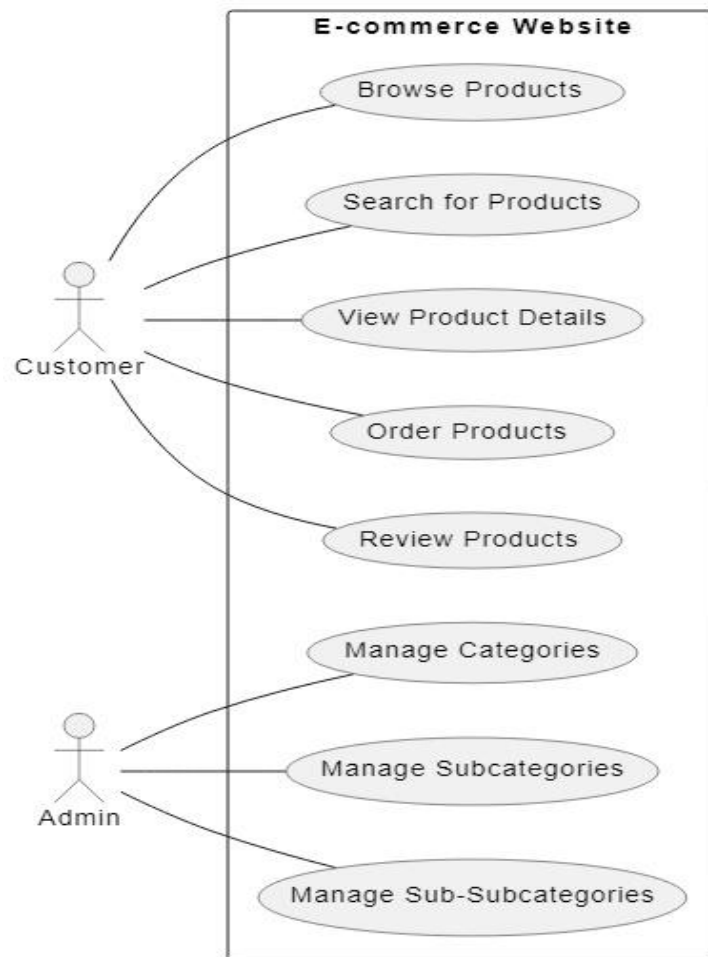 E-commerce Website
Browse Products
Search for Products
View Product Details
Customer
Order Products
Review Products
Manage Categories
Manage Subcategories
Admin
Manage Sub-Subcategories